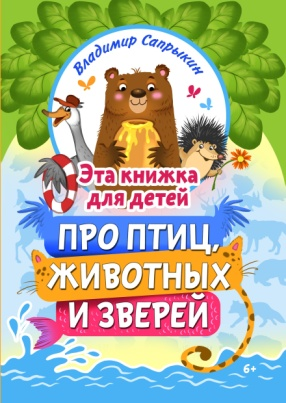 Владимир Сапрыкин
Эта книжка
для детей
ПРО ПТИЦ,
ЖИВОТНЫХ
И ЗВЕРЕЙ
6+